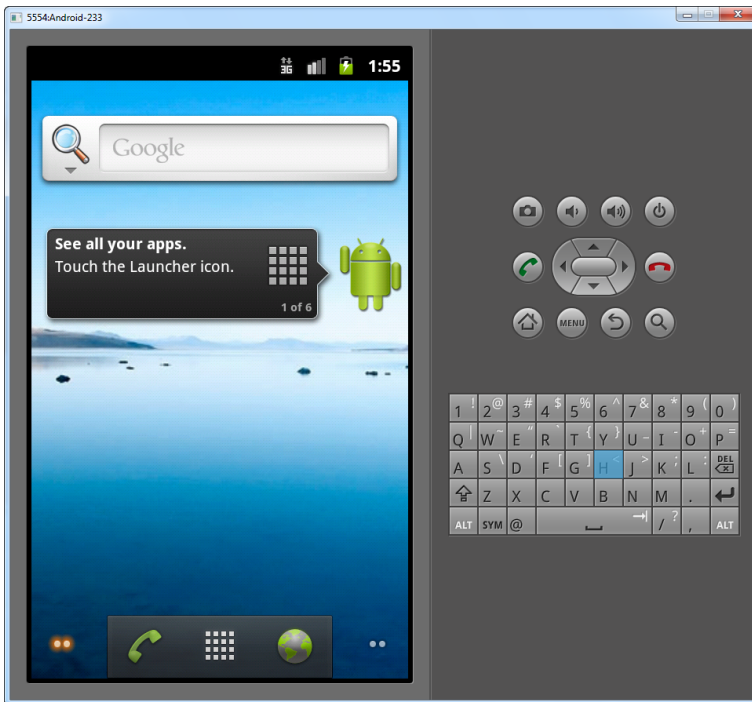 5554:Android-233
3G 1:55
Google
See all your apps.
Touch the Launcher icon.
1 of 6
MENU
1 ! 2 @ 3 # 4 $ 5 % 6 ^ 7 & 8 * 9 ( 0 )
Q | W ~ E " R ` T { Y } U _ I - O + P =
A S \ D ' F [ G ] H < J > K ; L : DEL
Z X C V B N M .
ALT SYM @ / ? , ALT